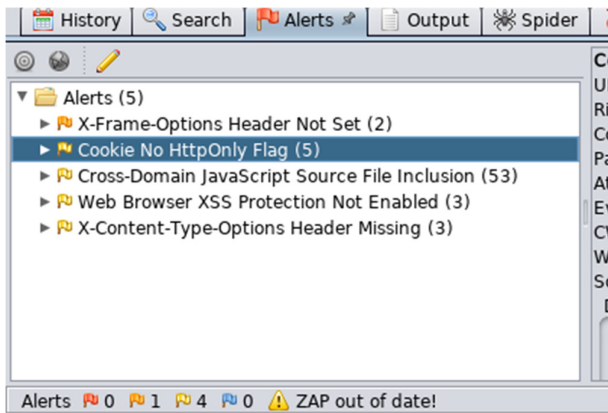 History Search Alerts Output Spider
Alerts (5)
X-Frame-Options Header Not Set (2)
Cookie No HttpOnly Flag (5)
Cross-Domain JavaScript Source File Inclusion (53)
Web Browser XSS Protection Not Enabled (3)
X-Content-Type-Options Header Missing (3)
Alerts 0 1 4 0 ZAP out of date!